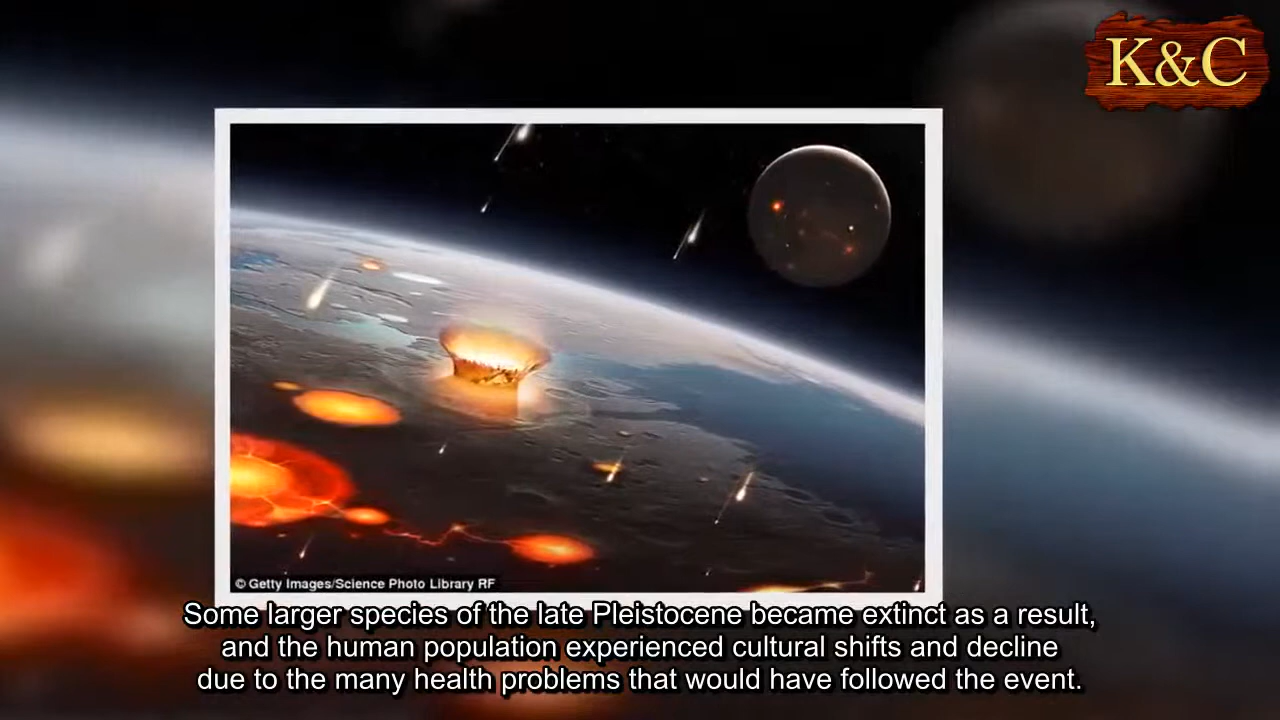 K&C
© Getty Images/Science Photo Library RF
Some larger species of the late Pleistocene became extinct as a result,
and the human population experienced cultural shifts and decline
due to the many health problems that would have followed the event.